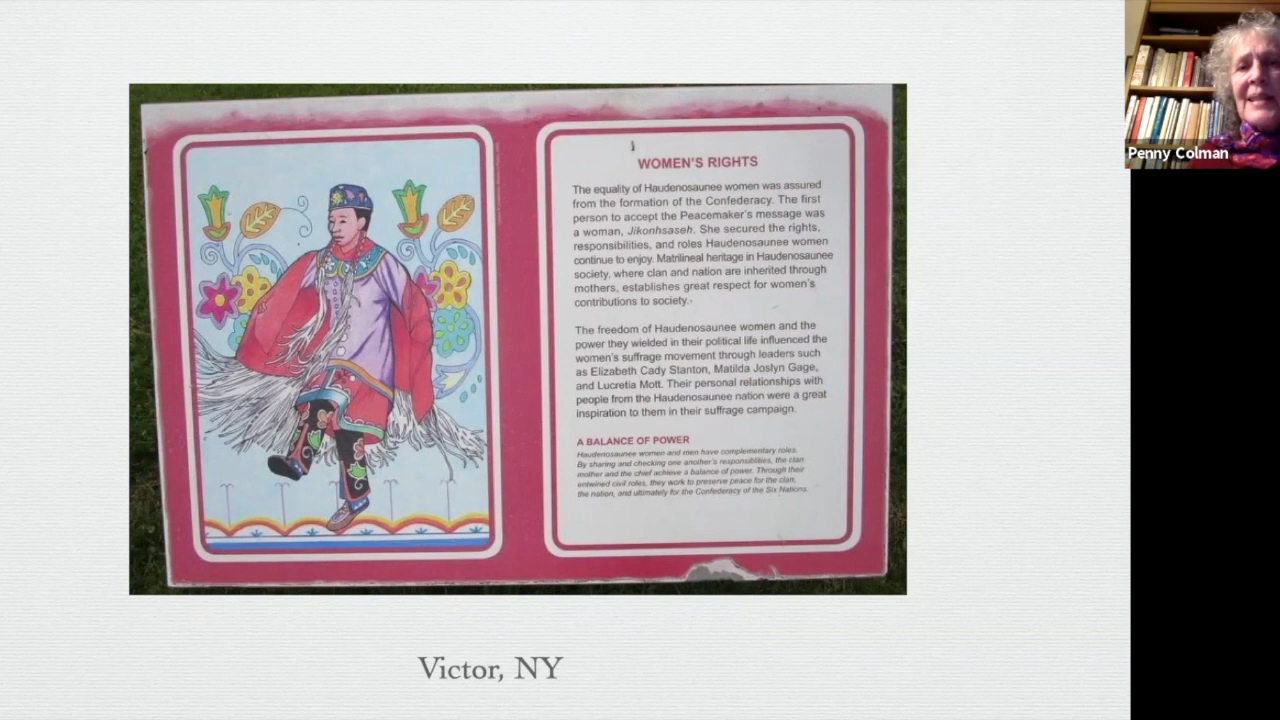 WOMEN'S RIGHTS
The equality of Haudenosaunee women was assured
from the formation of the Confederacy. The first
person to accept the Peacemaker's message was
a woman, Jikonhsaseh. She secured the rights,
responsibilities, and roles Haudenosaunee women
continue to enjoy. Matrilineal heritage in Haudenosaunee
society, where clan and nation are inherited through
mothers, establishes great respect for women's
contributions to society.
The freedom of Haudenosaunee women and the
power they wielded in their political life influenced the
women's suffrage movement through leaders such
as Elizabeth Cady Stanton, Matilda Joslyn Gage,
and Lucretia Mott. Their personal relationships with
people from the Haudenosaunee nation were a great
inspiration to them in their suffrage campaign.
A BALANCE OF POWER
Haudenosaunee women and men have complementary roles.
By sharing and checking one another's responsibilities, the clan
mother and the chief achieve a balance of power. Through their
entwined civil roles, they work to preserve peace for the clan,
the nation, and ultimately for the Confederacy of the Six Nations.
Victor, NY
Penny Colman